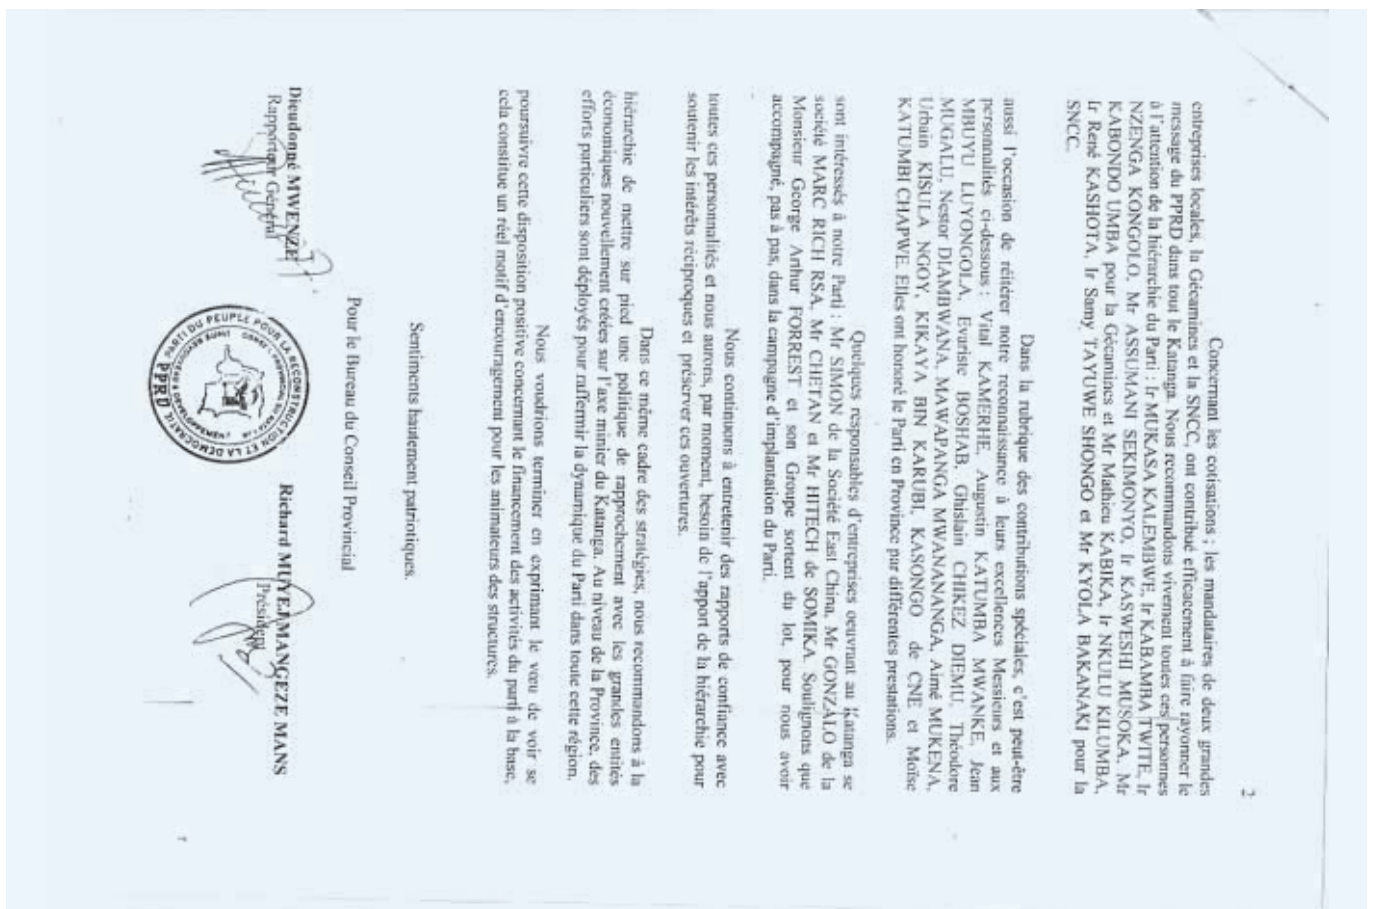 2
Concernant les cotisations : les mandataires de deux grandes
entreprises locales, la Gécamines et la SNCC, ont contribué efficacement à faire rayonner le
message du PPRD dans tout le Katanga. Nous recommandons vivement toutes ces personnes
à l'attention de la hiérarchie du Parti : Ir MUKASA KALEMBWE, Ir KABAMBA TWITE, Ir
NZENGA KONGOLO, Mr ASSUMANI SEKIMONYO, Ir KASWESHI MUSOKA, Mr
KABONDO UMBA pour la Gécamines et Mr Mathieu KABIKA, Ir NKULU KILUMBA,
Ir René KASHOTA, Ir Samy TAYUWE SHONGO et Mr KYOLA BAKANAKI pour la
SNCC.
Dans la rubrique des contributions spéciales, c'est peut-être
aussi l'occasion de réitérer notre reconnaissance à leurs excellences Messieurs et aux
personnalités ci-dessous : Vital KAMERHE, Augustin KATUMBA MWANKE, Jean
MBUYU LUYONGOLA, Evariste BOSHAB, Ghislain CHIKEZ DIEMU, Théodore
MUGALU, Nestor DIAMBWANA, MAWAPANGA MWANANANGA, Aimé MUKENA,
Urbain KISULA NGOY, KIKAYA BIN KARUBI, KASONGO de CNE et Moïse
KATUMBI CHAPWE. Elles ont honoré le Parti en Province par différentes prestations.
Quelques responsables d'entreprises oeuvrant au Katanga se
sont intéressés à notre Parti : Mr SIMON de la Société East China, Mr GONZALO de la
société MARC RICH RSA, Mr CHETAN et Mr HITECH de SOMIKA. Soulignons que
Monsieur George Arthur FORREST et son Groupe sortent du lot, pour nous avoir
accompagné, pas à pas, dans la campagne d'implantation du Parti.
Nous continuons à entretenir des rapports de confiance avec
toutes ces personnalités et nous aurons, par moment, besoin de l'apport de la hiérarchie pour
soutenir les intérêts réciproques et préserver ces ouvertures.
Dans ce même cadre des stratégies, nous recommandons à la
hiérarchie de mettre sur pied une politique de rapprochement avec les grandes entités
économiques nouvellement créées sur l'axe minier du Katanga. Au niveau de la Province, des
efforts particuliers sont déployés pour raffermir la dynamique du Parti dans toute cette région.
Nous voudrions terminer en exprimant le vœu de voir se
poursuivre cette disposition positive concernant le financement des activités du parti à la base,
cela constitue un réel motif d'encouragement pour les animateurs des structures.
Sentiments hautement patriotiques.
Pour le Bureau du Conseil Provincial
Dieudonné MWENZE
Rapporteur Général
PARTI DU PEUPLE POUR LA RECONSTRUCTION ET LA DEMOCRATIE
PPRD
Richard MUYEJ MANGEZE MANS
Président